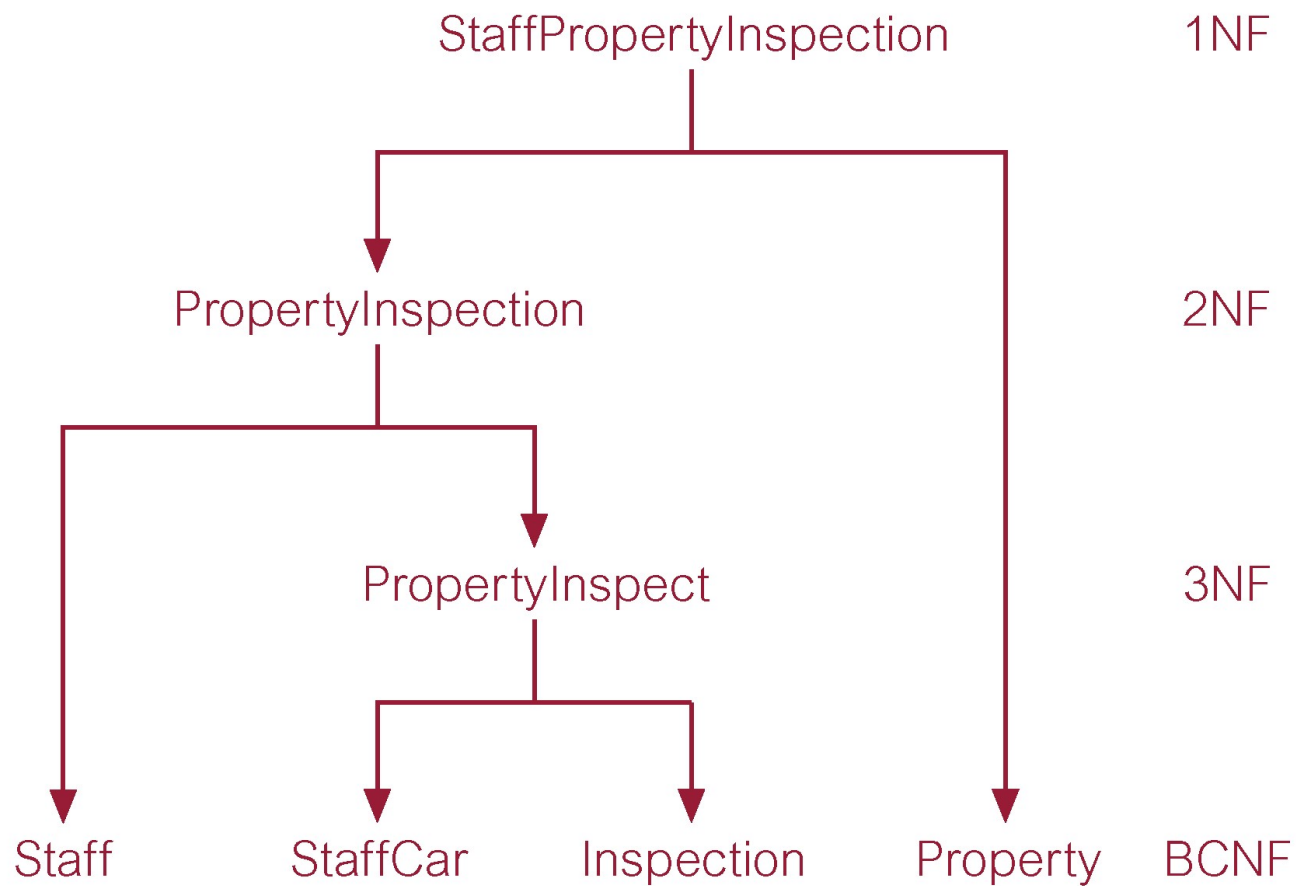 StaffPropertyInspection 1NF
PropertyInspection 2NF
PropertyInspect 3NF
Staff StaffCar Inspection Property BCNF